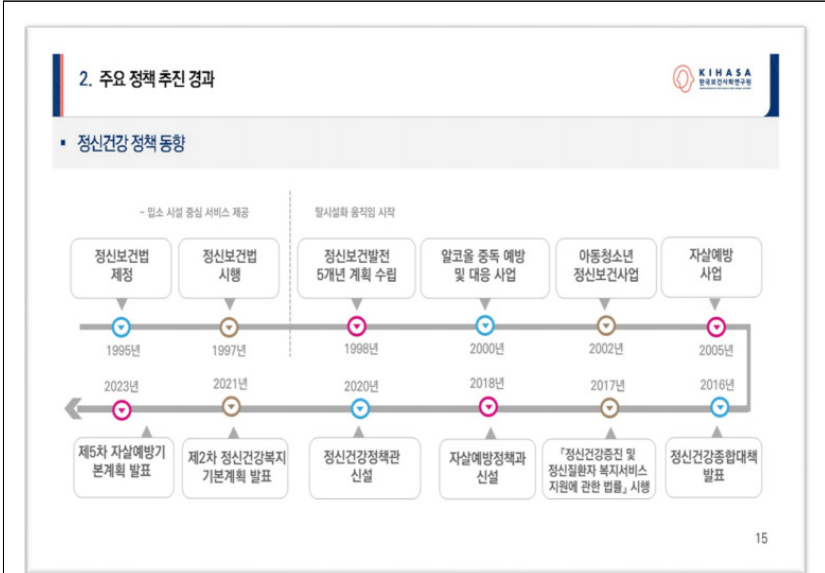 2. 주요 정책 추진 경과
KIHASA
한국보건사회연구원
▪ 정신건강 정책 동향
- 입소 시설 중심 서비스 제공
탈시설화 움직임 시작
정신보건법
제정
정신보건법
시행
정신보건발전
5개년 계획 수립
알코올 중독 예방
및 대응 사업
아동청소년
정신보건사업
자살예방
사업
1995년
1997년
1998년
2000년
2002년
2005년
2023년
2021년
2020년
2018년
2017년
2016년
제5차 자살예방기
본계획 발표
제2차 정신건강복지
기본계획 발표
정신건강정책관
신설
자살예방정책과
신설
「정신건강증진 및
정신질환자 복지서비스
지원에 관한 법률」 시행
정신건강종합대책
발표
15